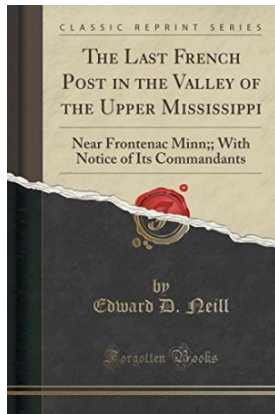 CLASSIC REPRINT SERIES
THE LAST FRENCH
POST IN THE VALLEY OF
THE UPPER MISSISSIPPI
Near Frontenac Minn;; With
Notice of Its Commandants
by
Edward D. Neill
Forgotten Books